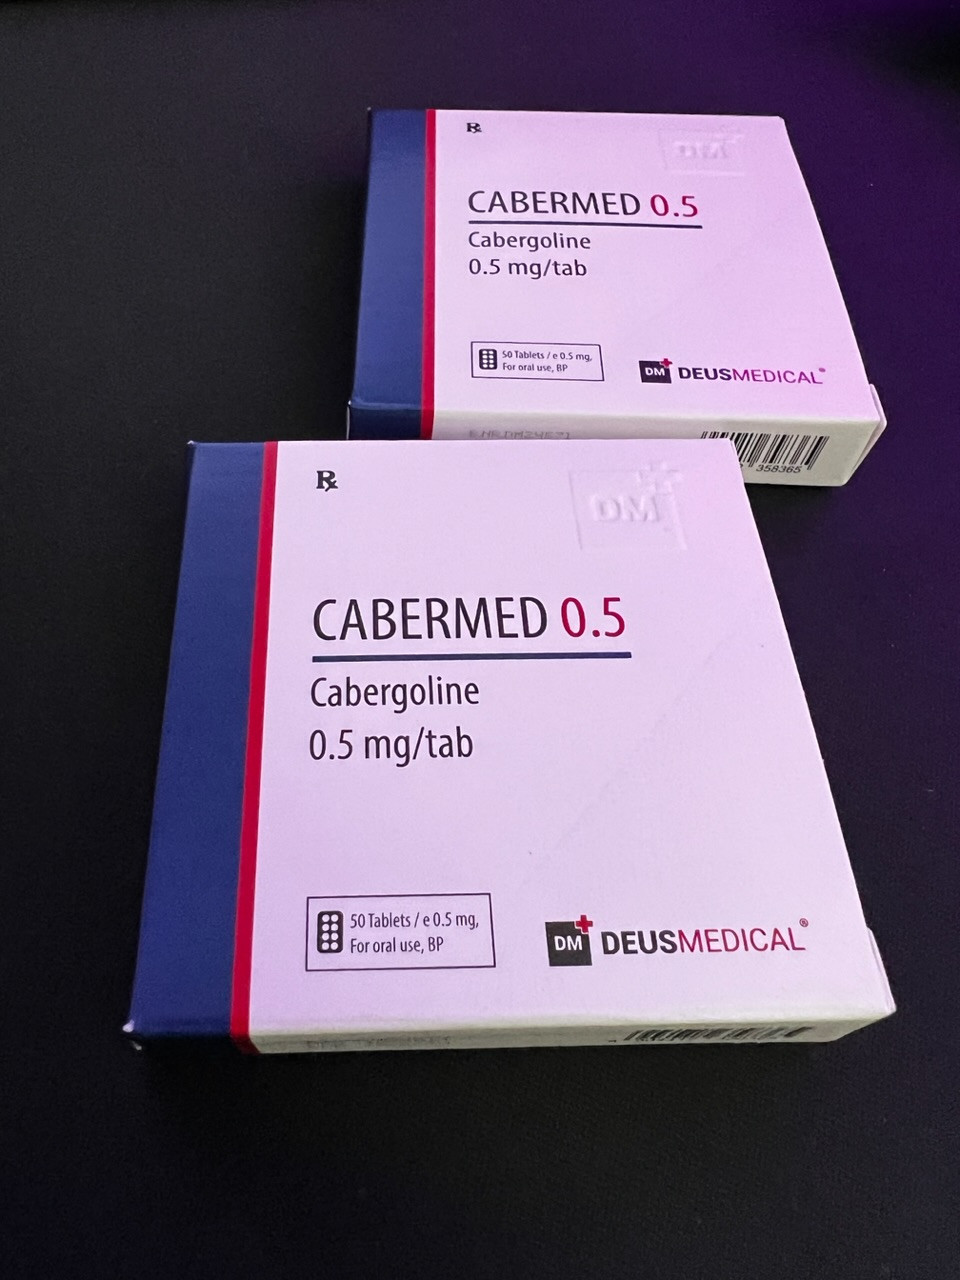 ℞
DM
CABERMED 0.5
Cabergoline
0.5 mg/tab
50 Tablets / e 0.5 mg,
For oral use, BP
DM DEUSMEDICAL®
358365
℞
DM
CABERMED 0.5
Cabergoline
0.5 mg/tab
50 Tablets / e 0.5 mg,
For oral use, BP
DM DEUSMEDICAL®